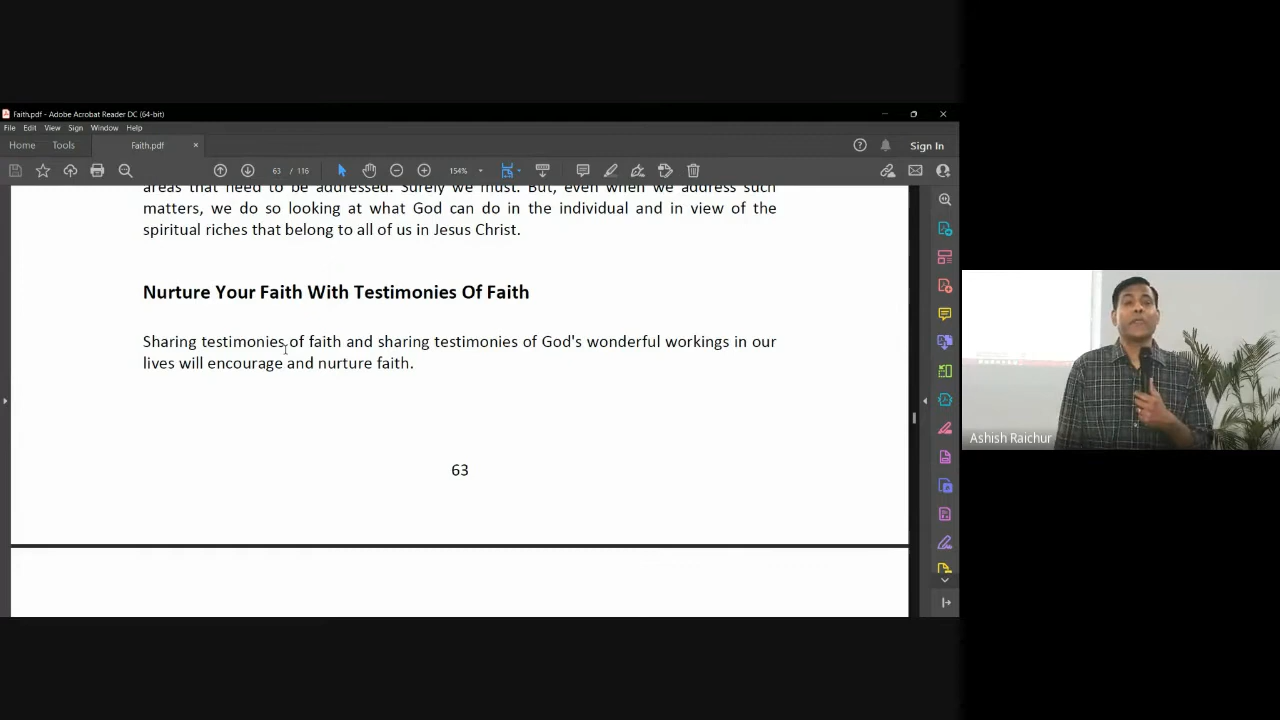 Faith.pdf - Adobe Acrobat Reader DC (64-bit)
File Edit View Sign Window Help
Home Tools Faith.pdf × Sign In
63 / 116 154%
areas that need to be addressed. Surely we must. But, even when we address such
matters, we do so looking at what God can do in the individual and in view of the
spiritual riches that belong to all of us in Jesus Christ.
Nurture Your Faith With Testimonies Of Faith
Sharing testimonies of faith and sharing testimonies of God's wonderful workings in our
lives will encourage and nurture faith.
63
Ashish Raichur